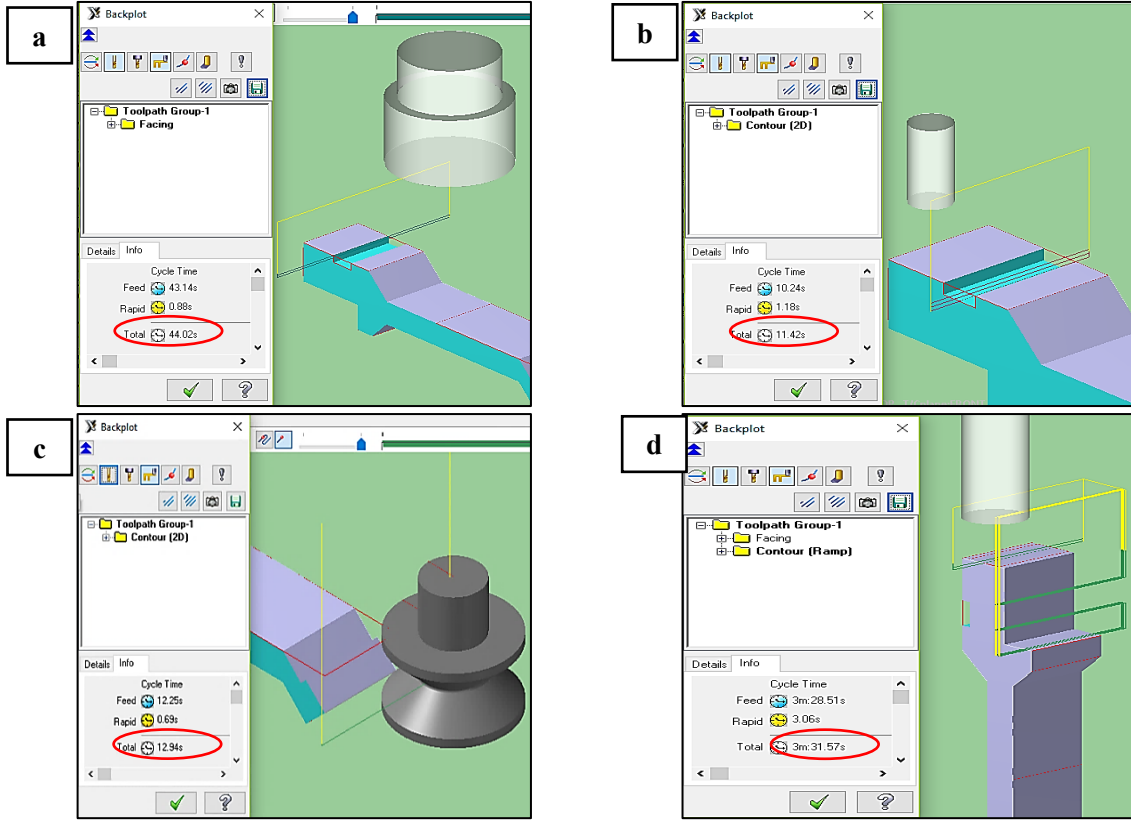 a
Backplot
Toolpath Group-1
Facing
Details Info
Cycle Time
Feed 43.14s
Rapid 0.88s
Total 44.02s
b
Backplot
Toolpath Group-1
Contour (2D)
Details Info
Cycle Time
Feed 10.24s
Rapid 1.18s
Total 11.42s
c
Backplot
Toolpath Group-1
Contour (2D)
Details Info
Cycle Time
Feed 12.25s
Rapid 0.69s
Total 12.94s
d
Backplot
Toolpath Group-1
Facing
Contour (Ramp)
Details Info
Cycle Time
Feed 3m:28.51s
Rapid 3.06s
Total 3m:31.57s